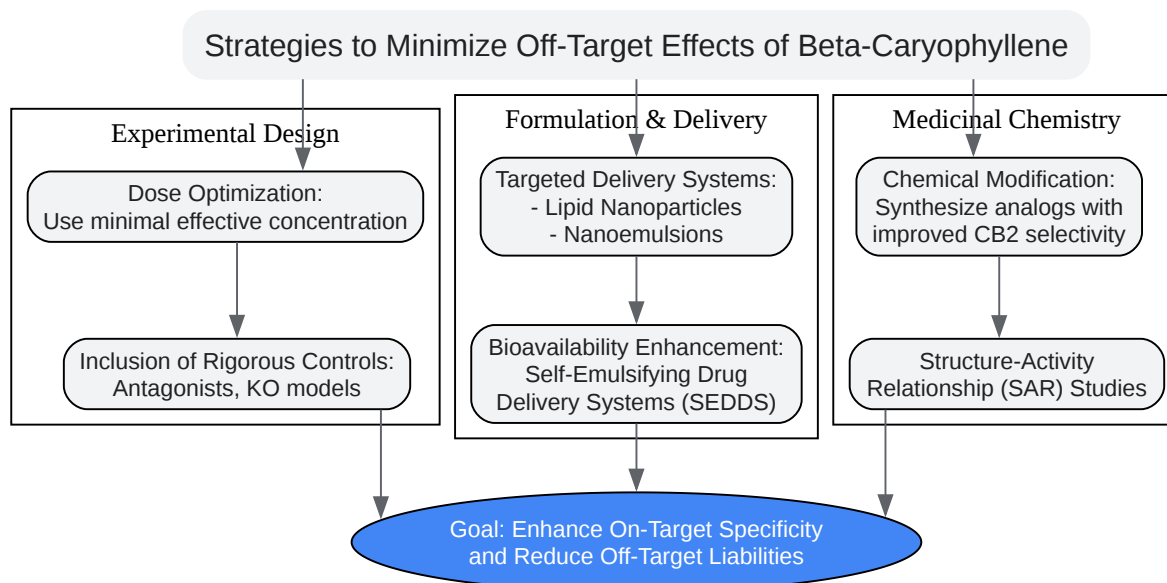 Strategies to Minimize Off-Target Effects of Beta-Caryophyllene
Experimental Design
Dose Optimization:
Use minimal effective concentration
Inclusion of Rigorous Controls:
Antagonists, KO models
Formulation & Delivery
Targeted Delivery Systems:
- Lipid Nanoparticles
- Nanoemulsions
Bioavailability Enhancement:
Self-Emulsifying Drug
Delivery Systems (SEDDS)
Medicinal Chemistry
Chemical Modification:
Synthesize analogs with
improved CB2 selectivity
Structure-Activity
Relationship (SAR) Studies
Goal: Enhance On-Target Specificity
and Reduce Off-Target Liabilities